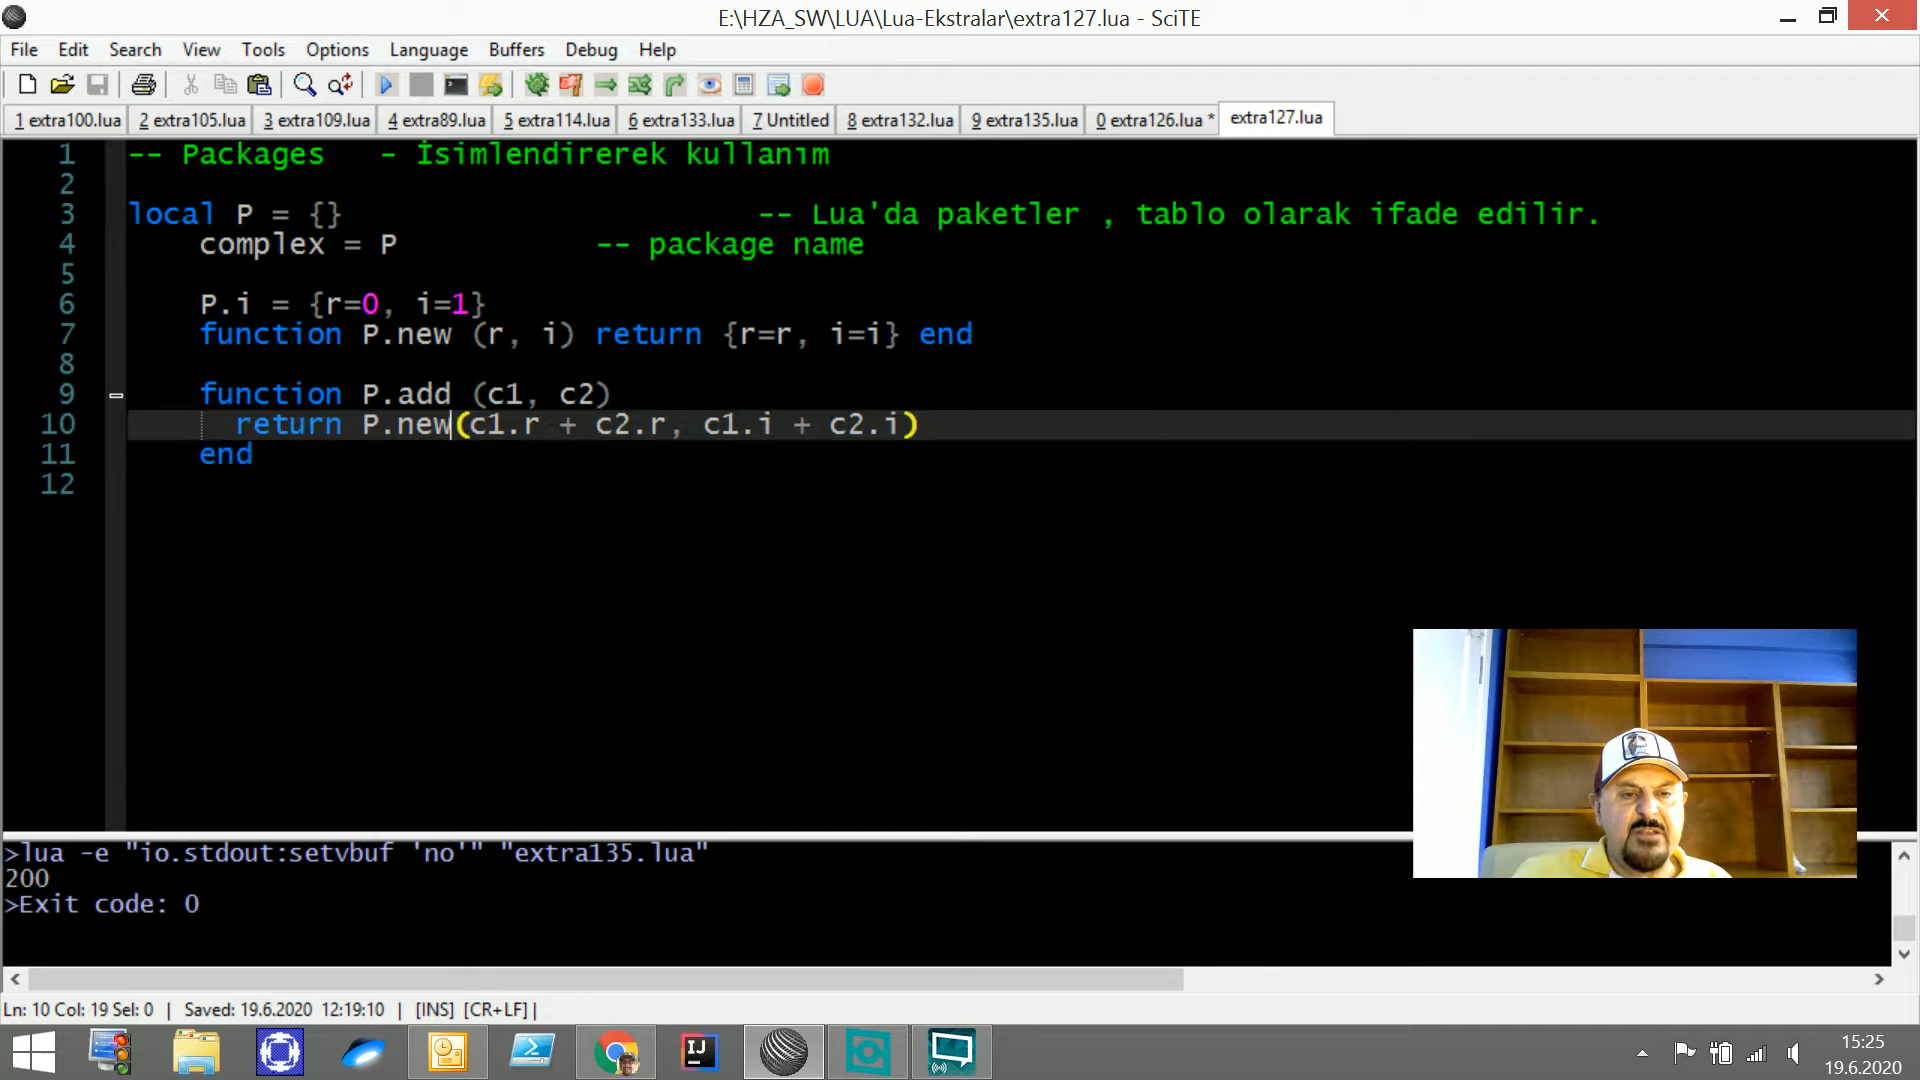 E:\HZA_SW\LUA\Lua-Ekstralar\extra127.lua - SciTE
File Edit Search View Tools Options Language Buffers Debug Help
1 extra100.lua 2 extra105.lua 3 extra109.lua 4 extra89.lua 5 extra114.lua 6 extra133.lua 7 Untitled 8 extra132.lua 9 extra135.lua 0 extra126.lua * extra127.lua
1 -- Packages - İsimlendirerek kullanım
2
3 local P = {} -- Lua'da paketler , tablo olarak ifade edilir.
4 complex = P -- package name
5
6 P.i = {r=0, i=1}
7 function P.new (r, i) return {r=r, i=i} end
8
9 function P.add (c1, c2)
10 return P.new(c1.r + c2.r, c1.i + c2.i)
11 end
12
>lua -e "io.stdout:setvbuf 'no'" "extra135.lua"
200
>Exit code: 0
Ln: 10 Col: 19 Sel: 0 | Saved: 19.6.2020 12:19:10 | [INS] [CR+LF] |
IJ
15:25
19.6.2020